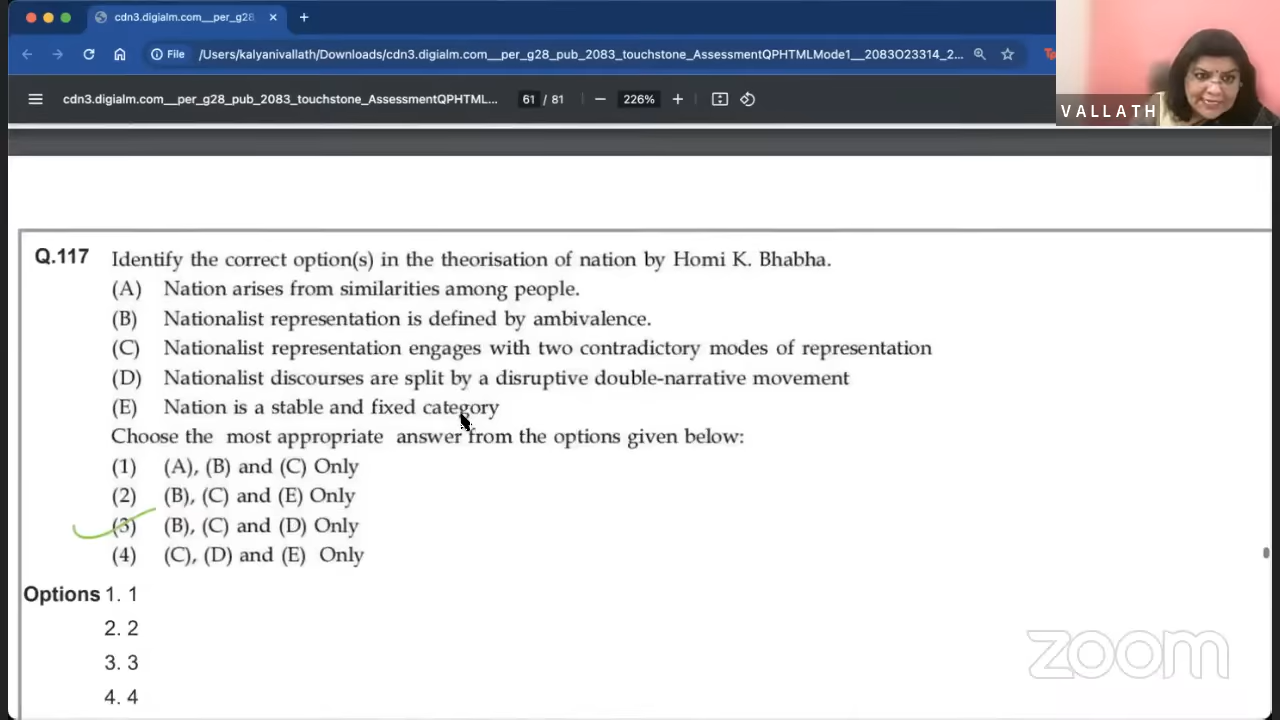 cdn3.digialm.com__per_g28
File /Users/kalyanivallath/Downloads/cdn3.digialm.com__per_g28_pub_2083_touchstone_AssessmentQPHTMLMode1__2083O23314_2...
cdn3.digialm.com__per_g28_pub_2083_touchstone_AssessmentQPHTML... 61 / 81 226%
VALLATH
Q.117 Identify the correct option(s) in the theorisation of nation by Homi K. Bhabha.
(A) Nation arises from similarities among people.
(B) Nationalist representation is defined by ambivalence.
(C) Nationalist representation engages with two contradictory modes of representation
(D) Nationalist discourses are split by a disruptive double-narrative movement
(E) Nation is a stable and fixed category
Choose the most appropriate answer from the options given below:
(1) (A), (B) and (C) Only
(2) (B), (C) and (E) Only
(3) (B), (C) and (D) Only
(4) (C), (D) and (E) Only
Options 1. 1
2. 2
3. 3
4. 4
zoom